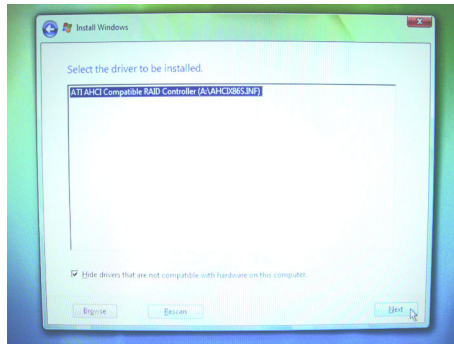 Install Windows
Select the driver to be installed.
ATI AHCI Compatible RAID Controller (A:\AHCIX86S.INF)
Hide drivers that are not compatible with hardware on this computer.
Browse
Rescan
Next